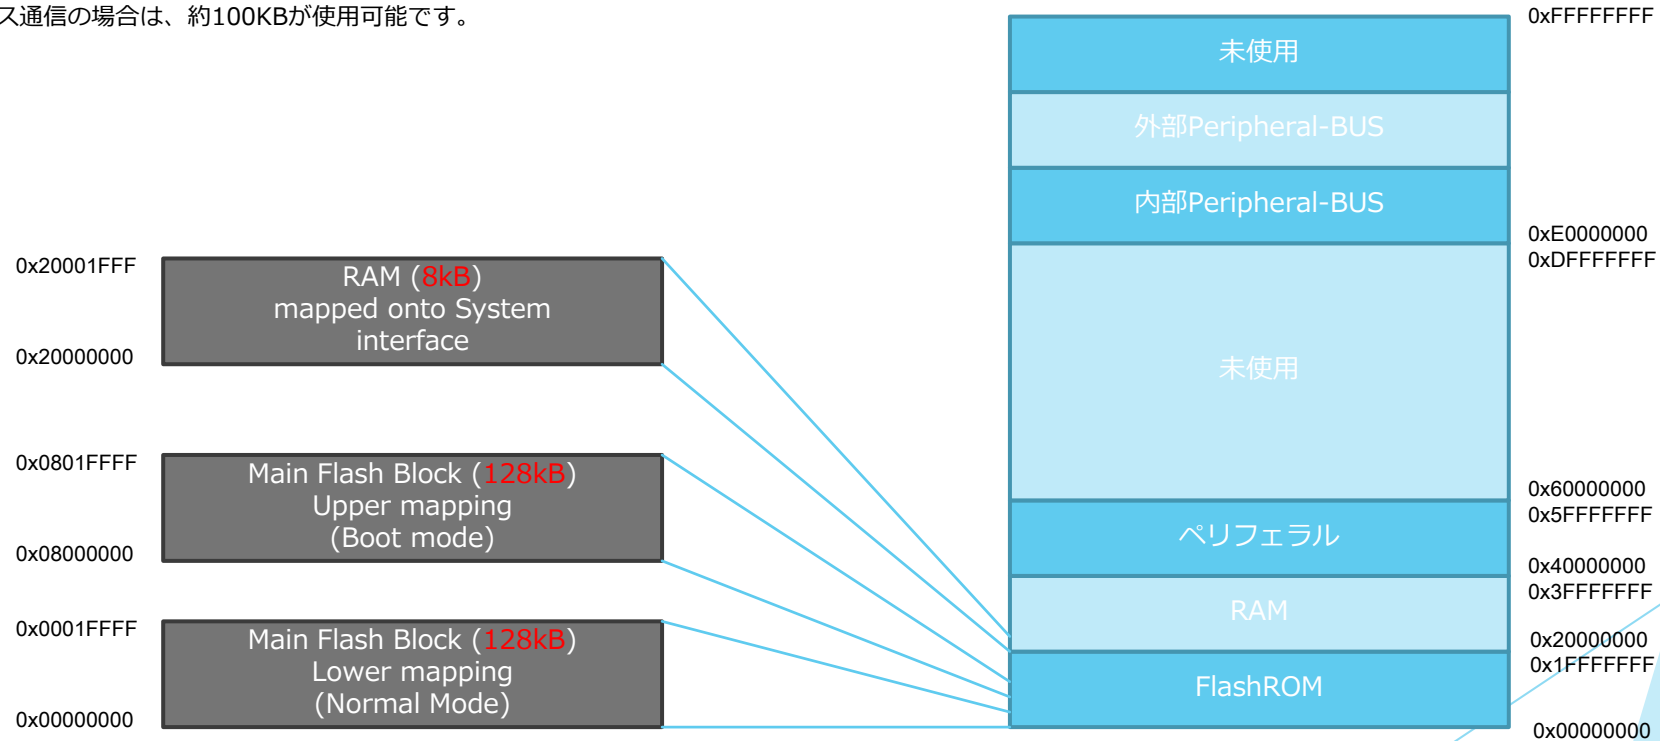 ス通信の場合は、約100KBが使用可能です。
0xFFFFFFFF
未使用
外部Peripheral-BUS
内部Peripheral-BUS
0xE0000000
0xDFFFFFFF
未使用
0x60000000
0x5FFFFFFF
ペリフェラル
0x40000000
0x3FFFFFFF
RAM
0x20000000
0x1FFFFFFF
FlashROM
0x00000000
0x20001FFF
RAM (8kB)
mapped onto System
interface
0x20000000
0x0801FFFF
Main Flash Block (128kB)
Upper mapping
(Boot mode)
0x08000000
0x0001FFFF
Main Flash Block (128kB)
Lower mapping
(Normal Mode)
0x00000000